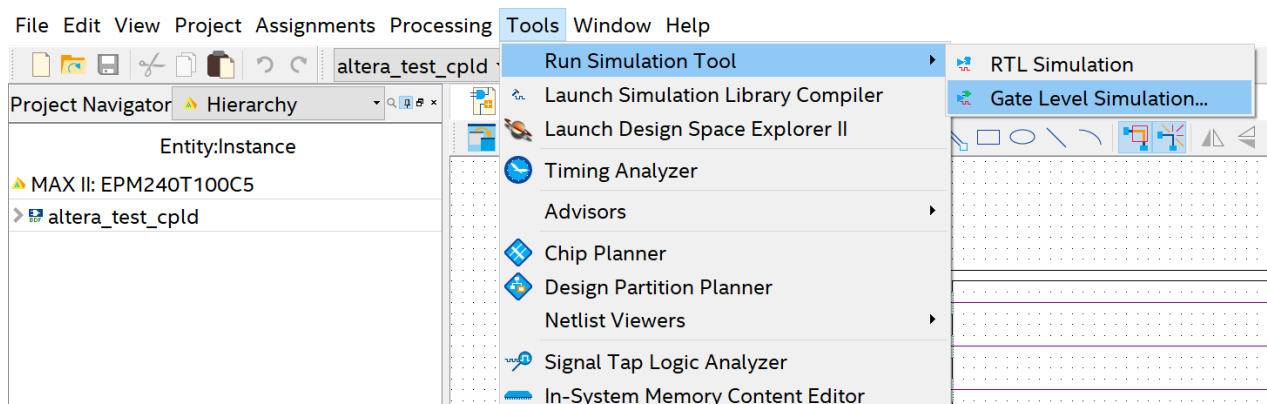 File Edit View Project Assignments Processing Tools Window Help
altera_test_cpld
Run Simulation Tool
RTL Simulation
Project Navigator Hierarchy
Launch Simulation Library Compiler
Gate Level Simulation...
Launch Design Space Explorer II
Entity:Instance
Timing Analyzer
MAX II: EPM240T100C5
altera_test_cpld
Advisors
Chip Planner
Design Partition Planner
Netlist Viewers
Signal Tap Logic Analyzer
In-System Memory Content Editor